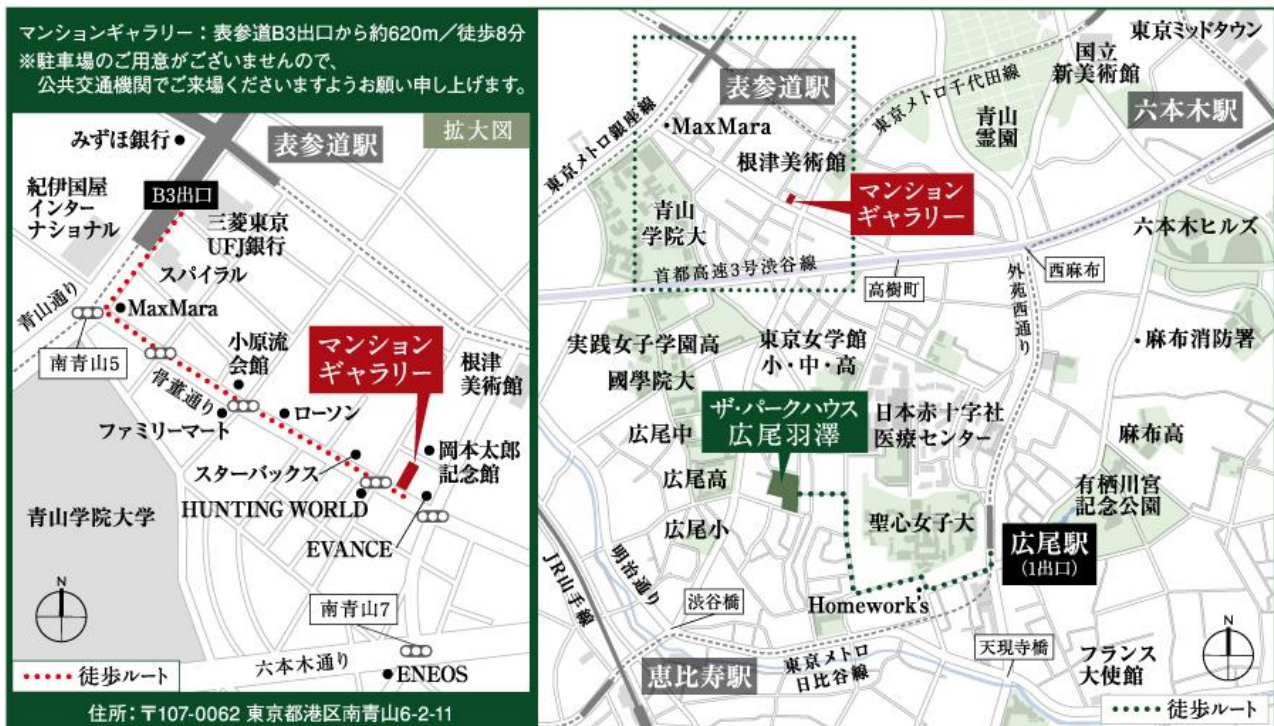 マンションギャラリー：表参道B3出口から約620m／徒歩8分
※駐車場のご用意がございませんので、
公共交通機関でご来場くださいますようお願い申し上げます。
拡大図
みずほ銀行
表参道駅
B3出口
紀伊国屋
インター
ナショナル
三菱東京
UFJ銀行
スパイラル
青山通り
MaxMara
南青山5
小原流
会館
マンション
ギャラリー
根津
美術館
骨董通り
ローソン
ファミリーマート
スターバックス
岡本太郎
記念館
HUNTING WORLD
青山学院大学
EVANCE
N
南青山7
六本木通り
ENEOS
徒歩ルート
住所：〒107-0062 東京都港区南青山6-2-11
東京ミッドタウン
国立
新美術館
表参道駅
東京メトロ千代田線
六本木駅
MaxMara
青山
霊園
東京メトロ銀座線
根津美術館
マンション
ギャラリー
青山
学院大
六本木ヒルズ
首都高速3号渋谷線
高樹町
西麻布
外苑西通り
実践女子学園高
東京女学館
小・中・高
麻布消防署
國學院大
ザ・パークハウス
広尾羽澤
日本赤十字社
医療センター
広尾中
麻布高
広尾高
有栖川宮
記念公園
広尾小
聖心女子大
広尾駅
（1出口）
JR山手線
明治通り
渋谷橋
Homework's
天現寺橋
恵比寿駅
東京メトロ
日比谷線
フランス
大使館
N
徒歩ルート